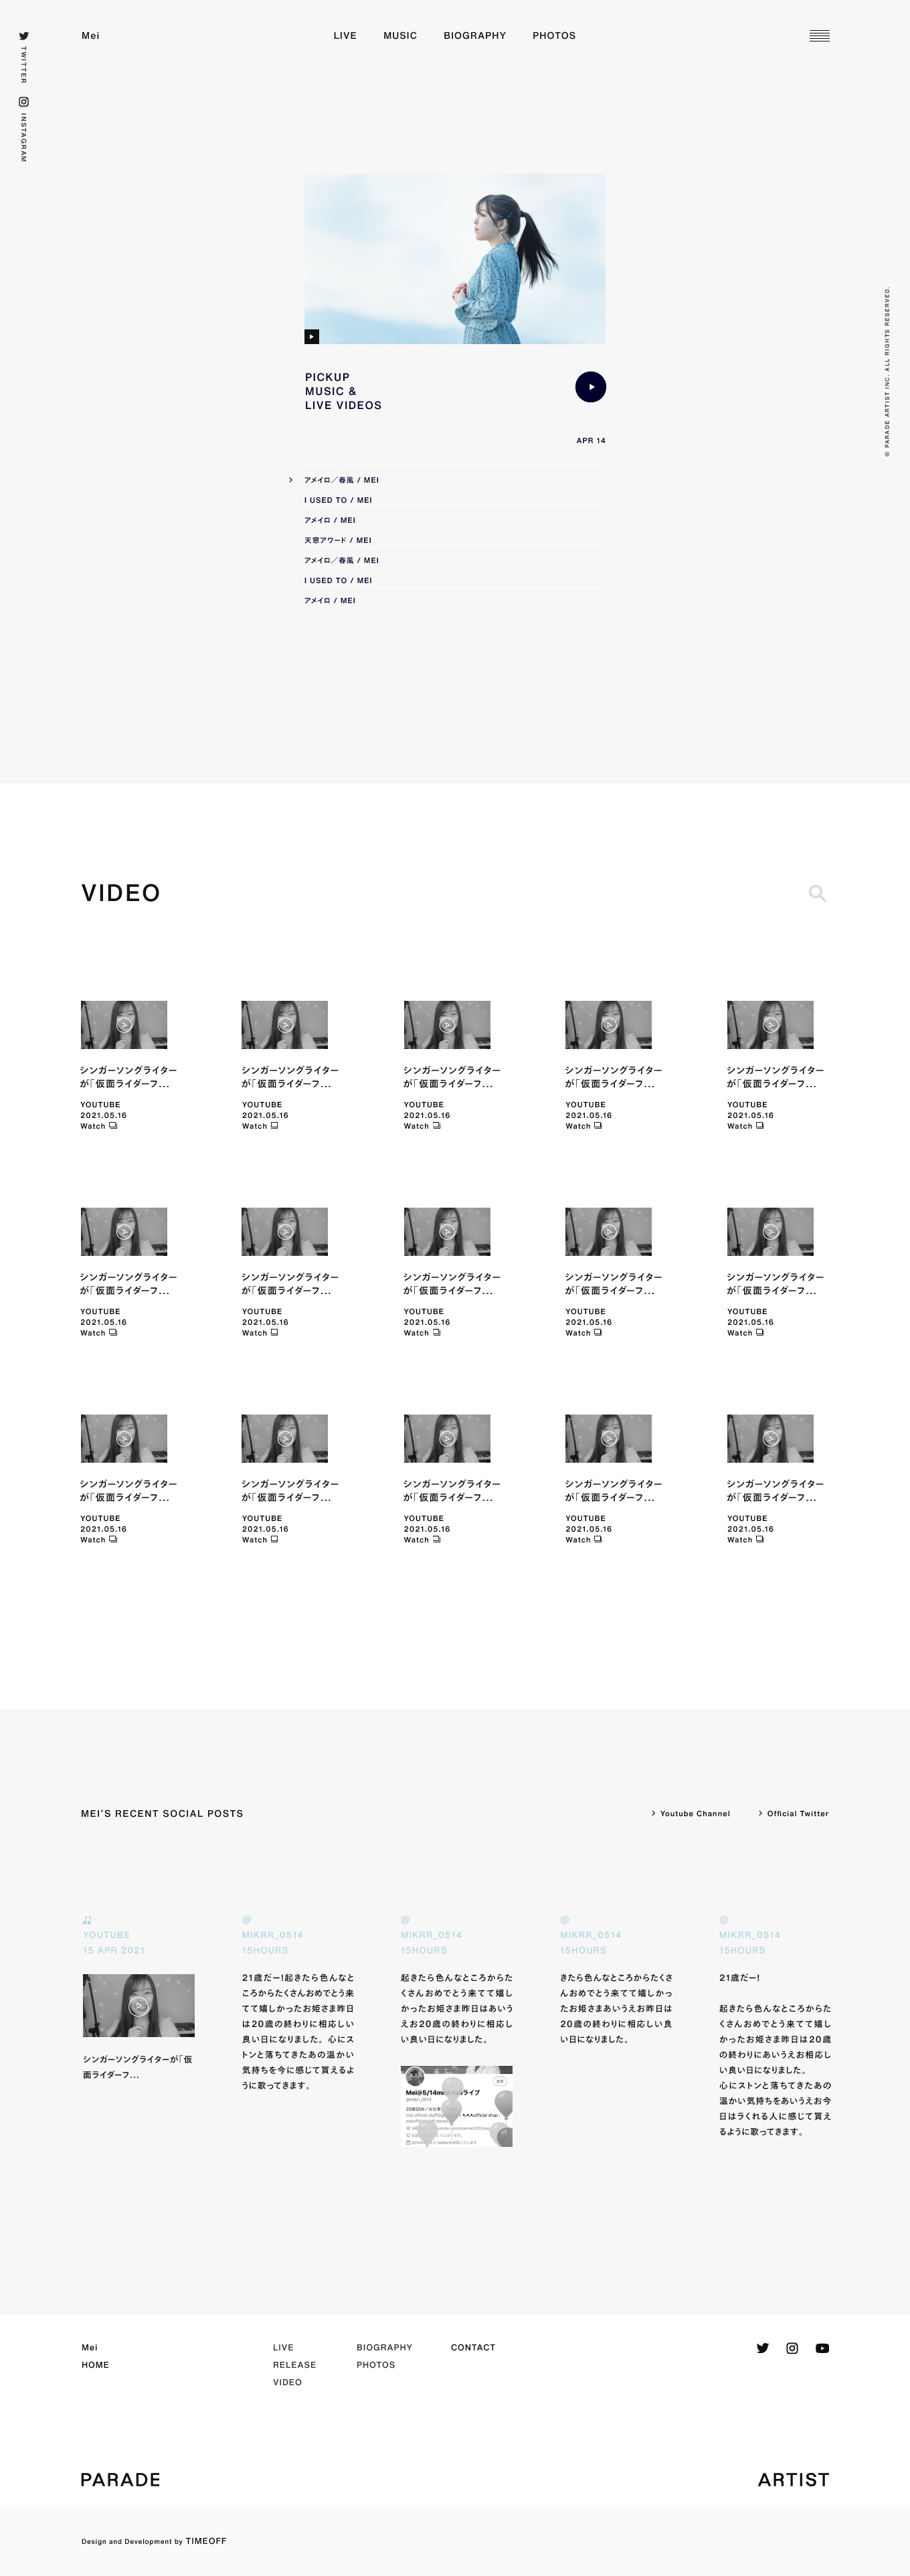 Mei
LIVE
MUSIC
BIOGRAPHY
PHOTOS
TWITTER
INSTAGRAM
© PARADE ARTIST INC. ALL RIGHTS RESERVED.
PICKUP
MUSIC &
LIVE VIDEOS
APR 14
アメイロ／春風 / MEI
I USED TO / MEI
アメイロ / MEI
天窓アワード / MEI
アメイロ／春風 / MEI
I USED TO / MEI
アメイロ / MEI
VIDEO
シンガーソングライター
が「仮面ライダーフ...
YOUTUBE
2021.05.16
Watch
シンガーソングライター
が「仮面ライダーフ...
YOUTUBE
2021.05.16
Watch
シンガーソングライター
が「仮面ライダーフ...
YOUTUBE
2021.05.16
Watch
シンガーソングライター
が「仮面ライダーフ...
YOUTUBE
2021.05.16
Watch
シンガーソングライター
が「仮面ライダーフ...
YOUTUBE
2021.05.16
Watch
シンガーソングライター
が「仮面ライダーフ...
YOUTUBE
2021.05.16
Watch
シンガーソングライター
が「仮面ライダーフ...
YOUTUBE
2021.05.16
Watch
シンガーソングライター
が「仮面ライダーフ...
YOUTUBE
2021.05.16
Watch
シンガーソングライター
が「仮面ライダーフ...
YOUTUBE
2021.05.16
Watch
シンガーソングライター
が「仮面ライダーフ...
YOUTUBE
2021.05.16
Watch
シンガーソングライター
が「仮面ライダーフ...
YOUTUBE
2021.05.16
Watch
シンガーソングライター
が「仮面ライダーフ...
YOUTUBE
2021.05.16
Watch
シンガーソングライター
が「仮面ライダーフ...
YOUTUBE
2021.05.16
Watch
シンガーソングライター
が「仮面ライダーフ...
YOUTUBE
2021.05.16
Watch
シンガーソングライター
が「仮面ライダーフ...
YOUTUBE
2021.05.16
Watch
MEI'S RECENT SOCIAL POSTS
Youtube Channel
Official Twitter
YOUTUBE
15 APR 2021
シンガーソングライターが「仮
面ライダーフ...
@
MIKRR_0514
15HOURS
21歳だー!起きたら色んなと
ころからたくさんおめでとう来
てて嬉しかったお姫さま昨日
は20歳の終わりに相応しい
良い日になりました。心にス
トンと落ちてきたあの温かい
気持ちを今に感じて貰えるよ
うに歌ってきます。
@
MIKRR_0514
15HOURS
起きたら色んなところからた
くさんおめでとう来てて嬉し
かったお姫さま昨日はあいう
えお20歳の終わりに相応し
い良い日になりました。
@
MIKRR_0514
15HOURS
きたら色んなところからたくさ
んおめでとう来てて嬉しかっ
たお姫さまあいうえお昨日は
20歳の終わりに相応しい良
い日になりました。
@
MIKRR_0514
15HOURS
21歳だー!
起きたら色んなところからた
くさんおめでとう来てて嬉し
かったお姫さま昨日は20歳
の終わりにあいうえお相応し
い良い日になりました。
心にストンと落ちてきたあの
温かい気持ちをあいうえお今
日はラくれる人に感じて貰え
るように歌ってきます。
Mei
HOME
LIVE
RELEASE
VIDEO
BIOGRAPHY
PHOTOS
CONTACT
PARADE
ARTIST
Design and Development by TIMEOFF